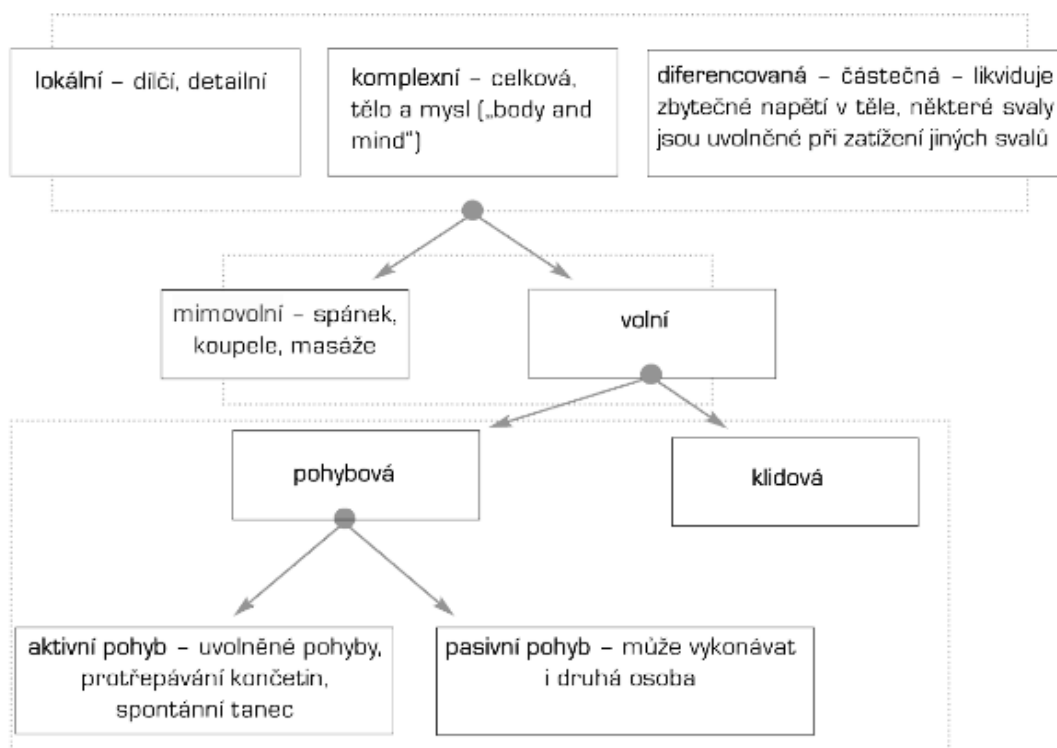 lokální – dílčí, detailní
komplexní – celková,
tělo a mysl („body and
mind“)
diferencovaná – částečná – likviduje
zbytečné napětí v těle, některé svaly
jsou uvolněné při zatížení jiných svalů
mimovolní – spánek,
koupele, masáže
volní
pohybová
klidová
aktivní pohyb – uvolněné pohyby,
protřepávání končetin,
spontánní tanec
pasivní pohyb – může vykonávat
i druhá osoba